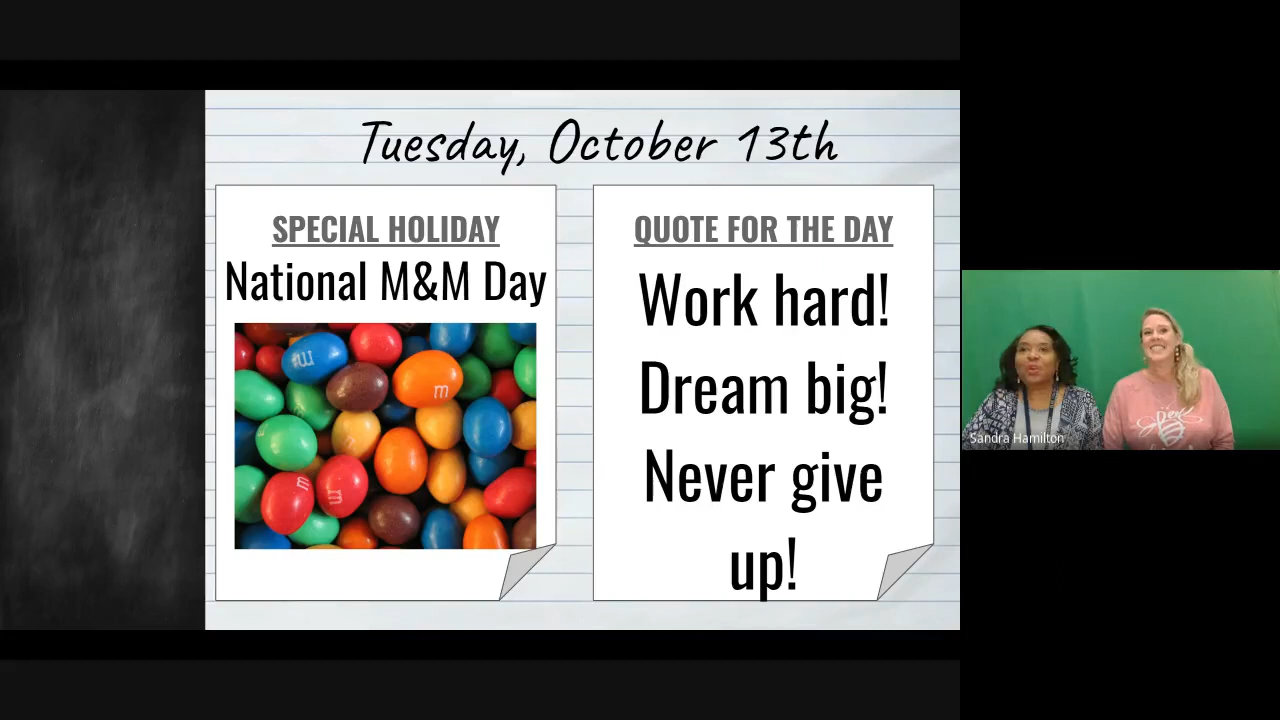 Tuesday, October 13th
SPECIAL HOLIDAY
National M&M Day
m
m
m
m
QUOTE FOR THE DAY
Work hard!
Dream big!
Never give
up!
Sandra Hamilton